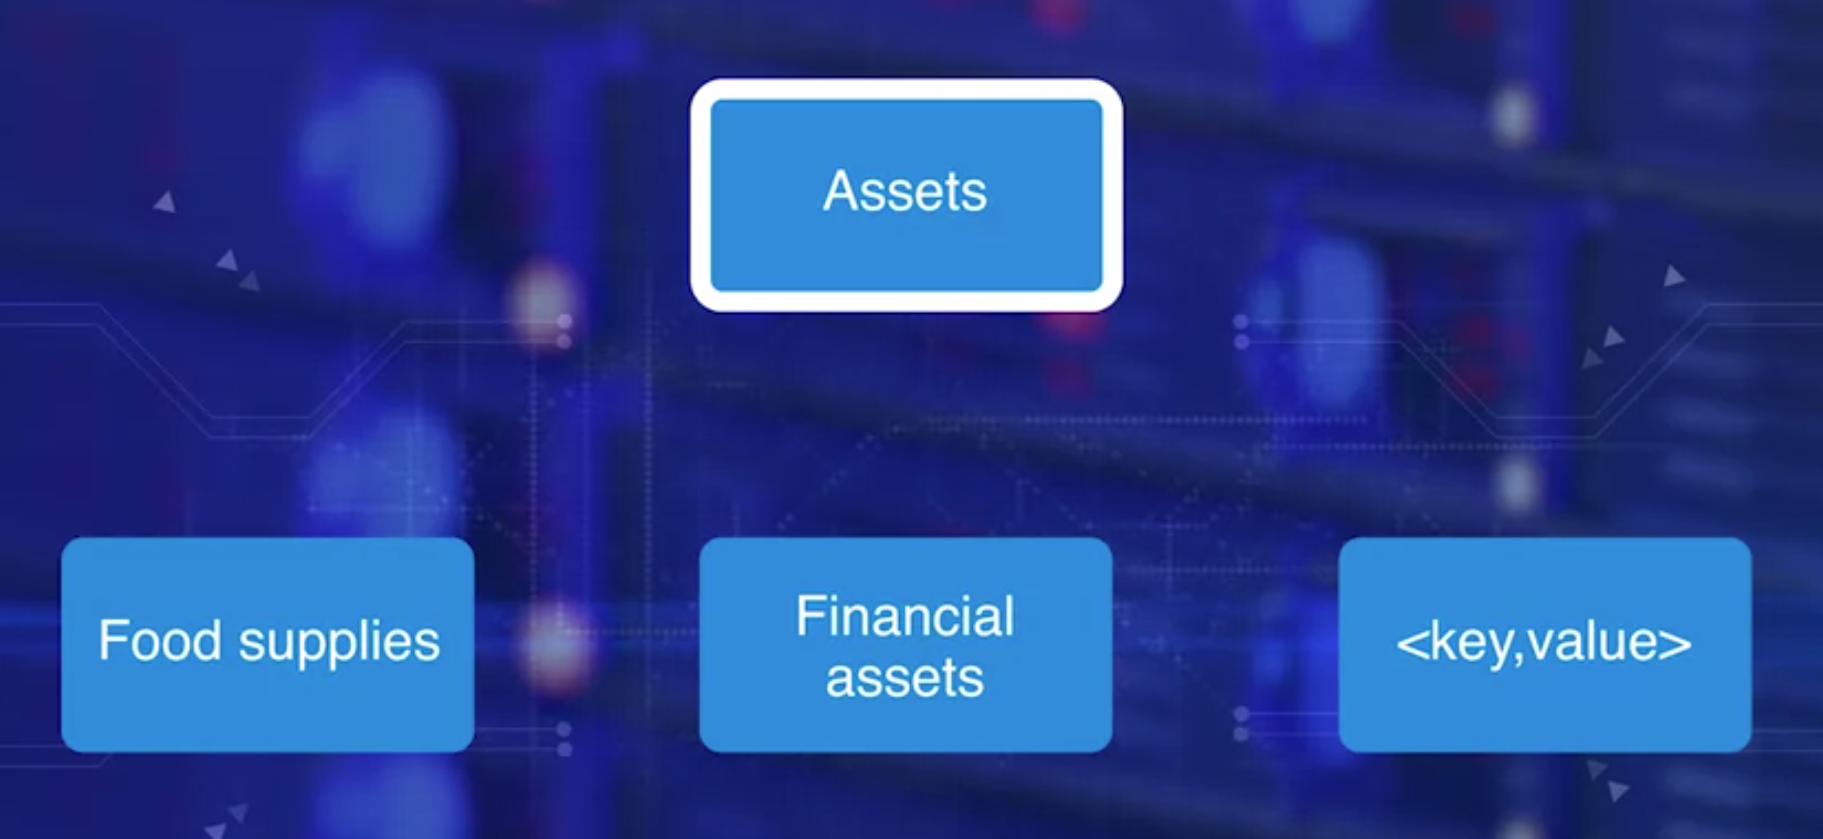 Assets
Food supplies
Financial
assets
<key,value>